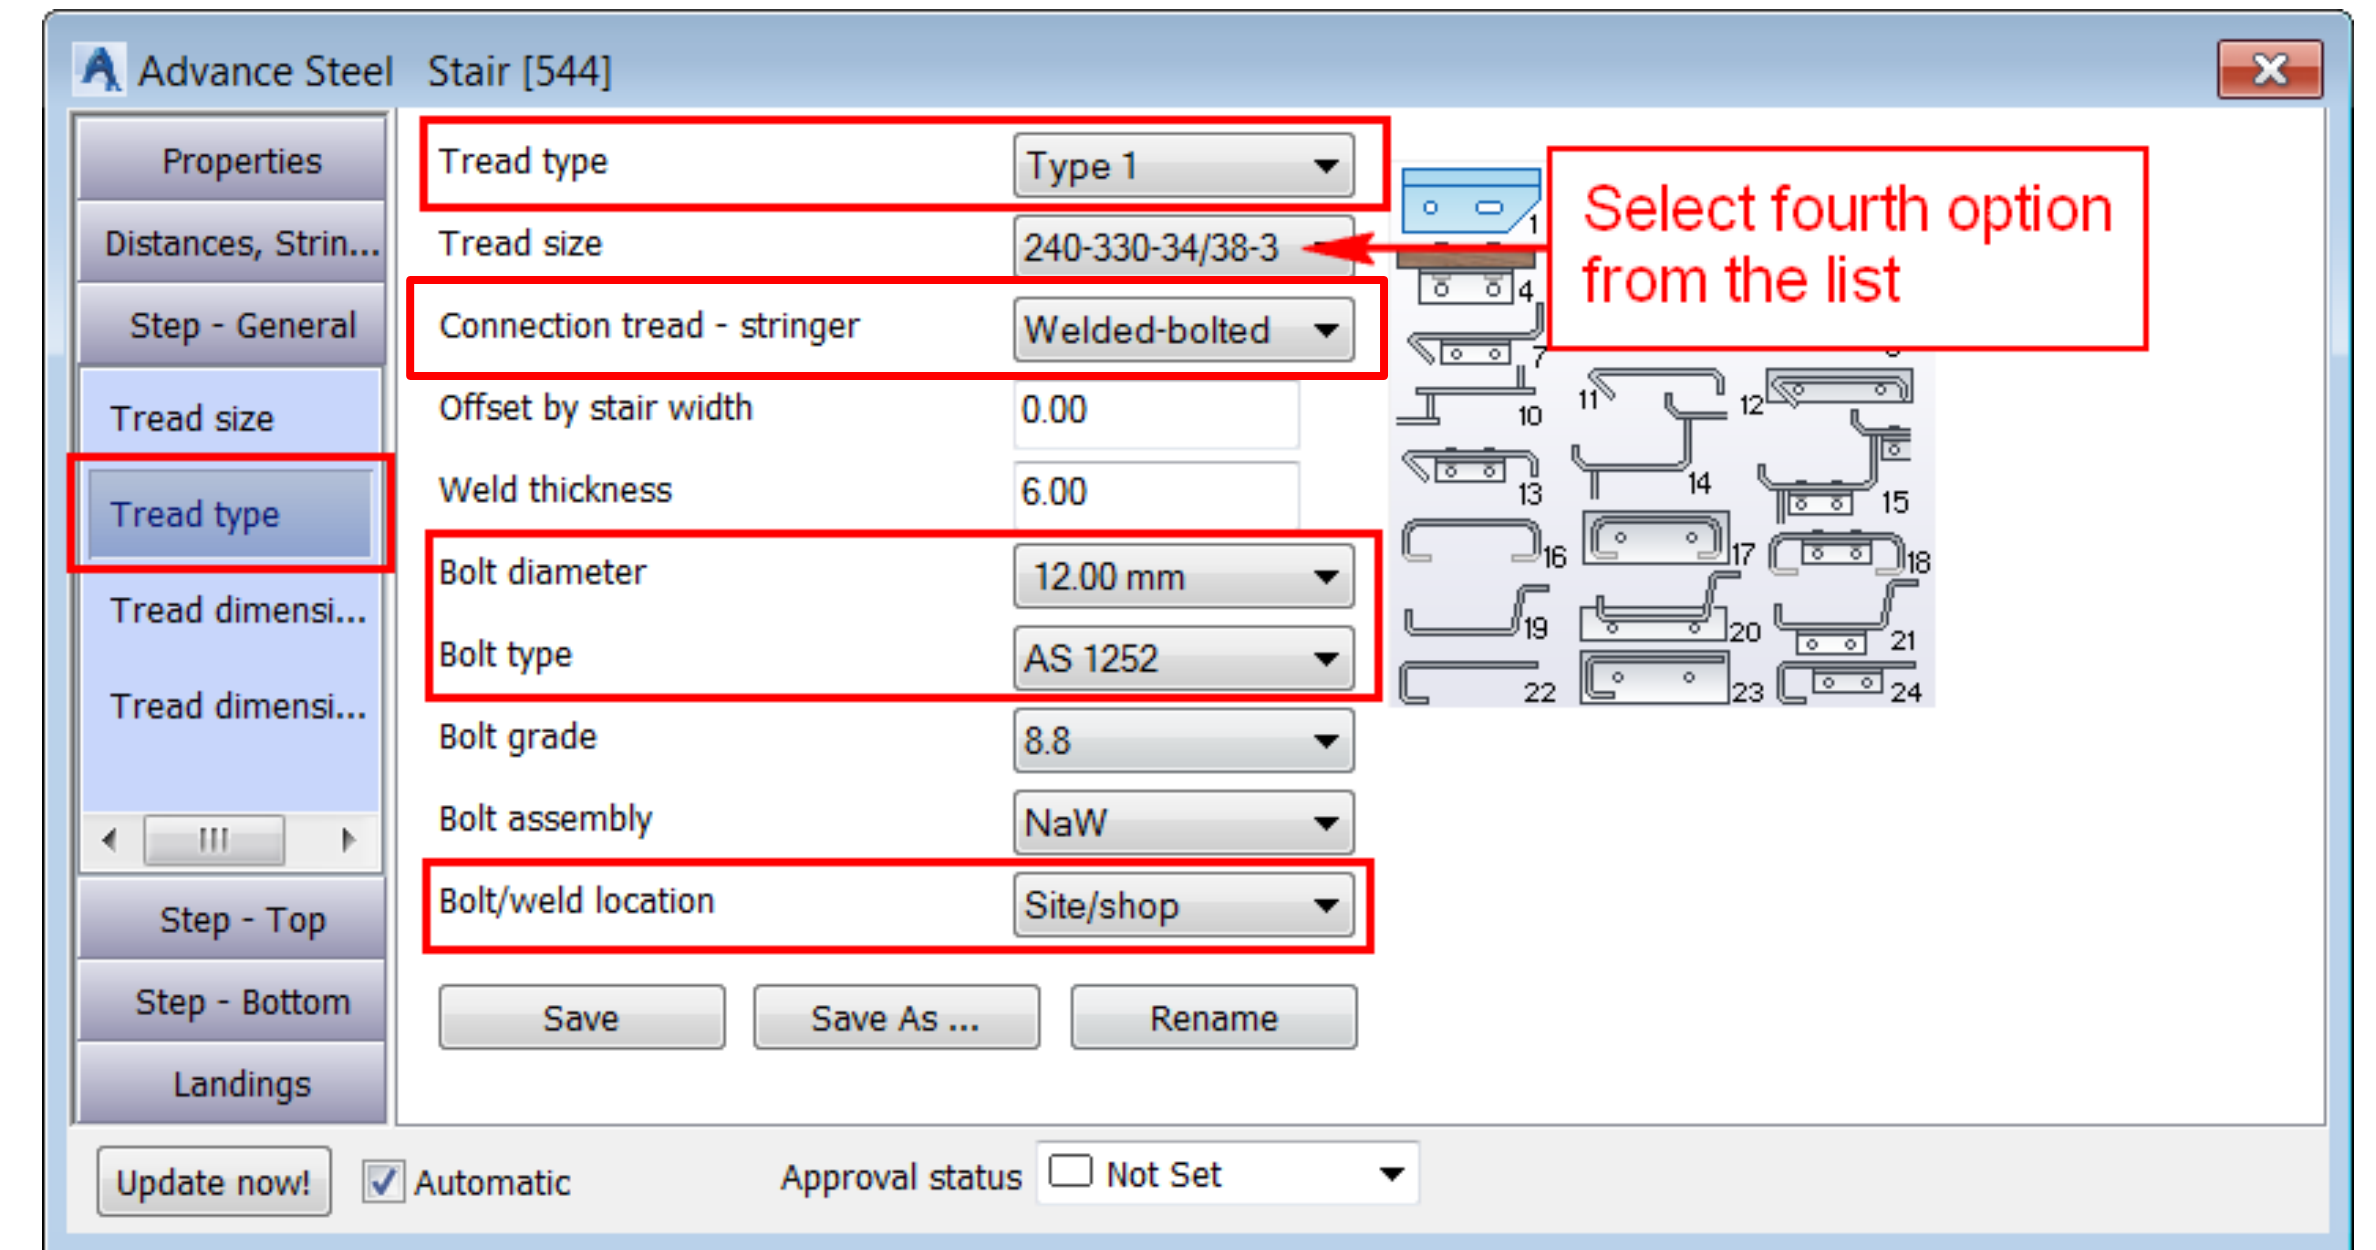 Advance Steel Stair [544]
Properties
Distances, Strin...
Step - General
Tread size
Tread type
Tread dimensi...
Tread dimensi...
Step - Top
Step - Bottom
Landings
Tread type Type 1
Tread size 240-330-34/38-3
Connection tread - stringer Welded-bolted
Offset by stair width 0.00
Weld thickness 6.00
Bolt diameter 12.00 mm
Bolt type AS 1252
Bolt grade 8.8
Bolt assembly NaW
Bolt/weld location Site/shop
Save Save As ... Rename
Select fourth option
from the list
1
4
7
10 11 12
13 14 15
16 17 18
19 20 21
22 23 24
Update now! Automatic Approval status Not Set